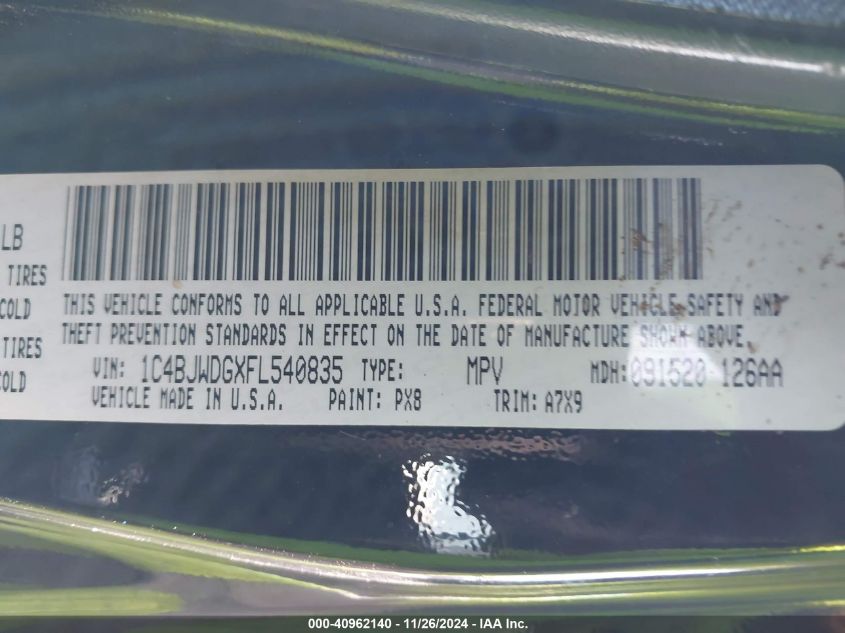 LB
TIRES
COLD
TIRES
COLD
THIS VEHICLE CONFORMS TO ALL APPLICABLE U.S.A. FEDERAL MOTOR VEHICLE SAFETY AND
THEFT PREVENTION STANDARDS IN EFFECT ON THE DATE OF MANUFACTURE SHOWN ABOVE.
VIN: 1C4BJWDGXFL540835 TYPE: MPV MDH: 091520 126AA
VEHICLE MADE IN U.S.A. PAINT: PX8 TRIM: A7X9
000-40962140 - 11/26/2024 - IAA Inc.